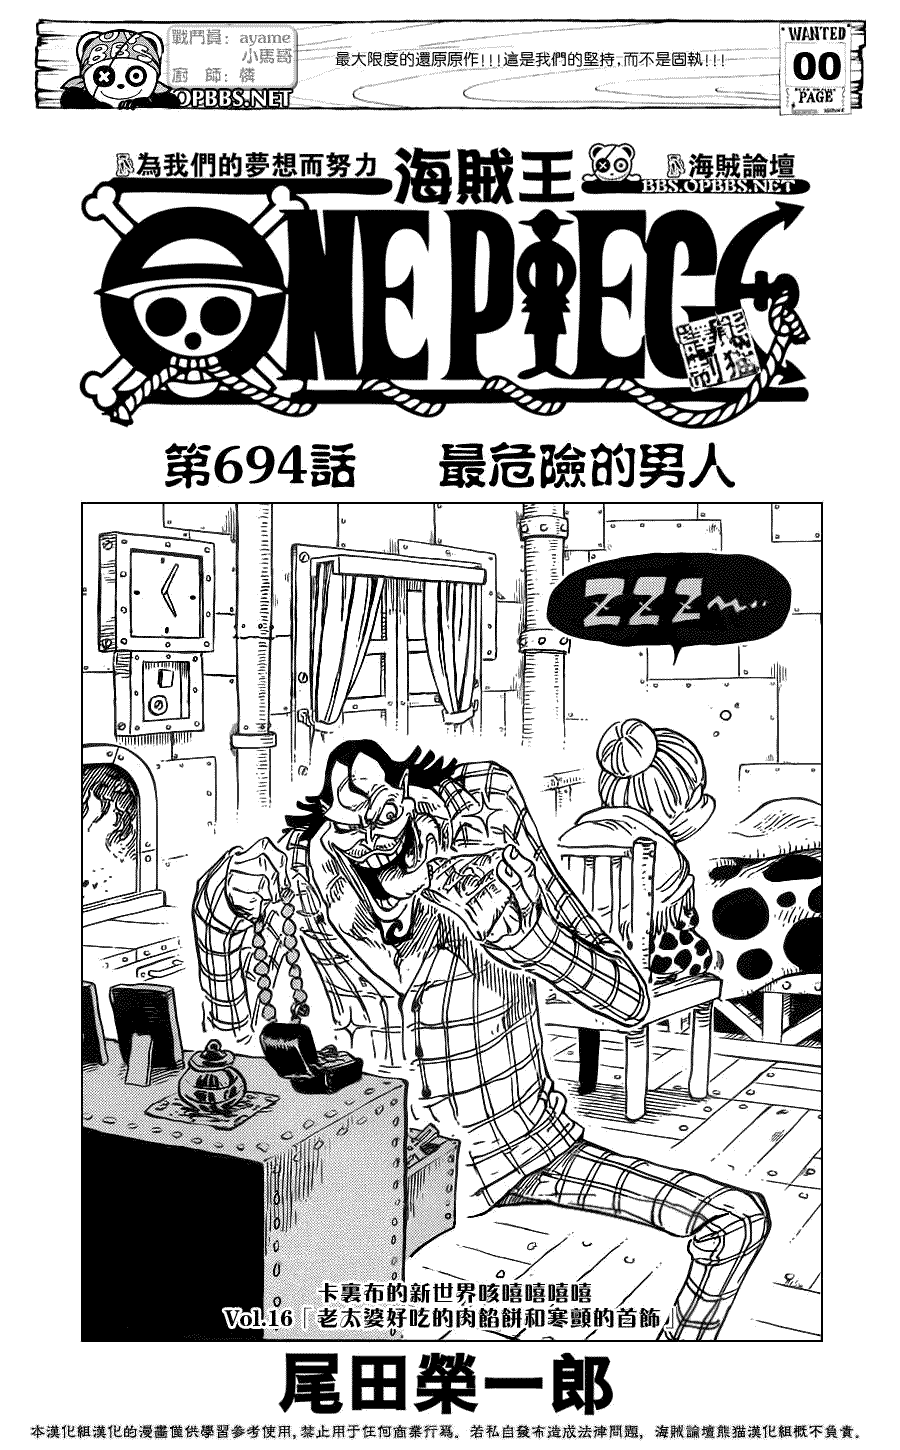 戰鬥員：ayame
小馬哥
廚　師：憐
OPBBS.NET
最大限度的還原原作!!!這是我們的堅持,而不是固執!!!
WANTED
00
PAGE
為我們的夢想而努力
海賊王
海賊論壇
BBS.OPBBS.NET
ONE PIECE
熊猫譯制
第694話　最危險的男人
ZZZ~..
卡裏布的新世界咳嘻嘻嘻嘻
Vol.16「老太婆好吃的肉餡餅和寒顫的首飾」
尾田榮一郎
本漢化組漢化的漫畫僅供學習參考使用,禁止用于任何商業行爲。若私自發布造成法律問題，海賊論壇熊猫漢化組概不負責。